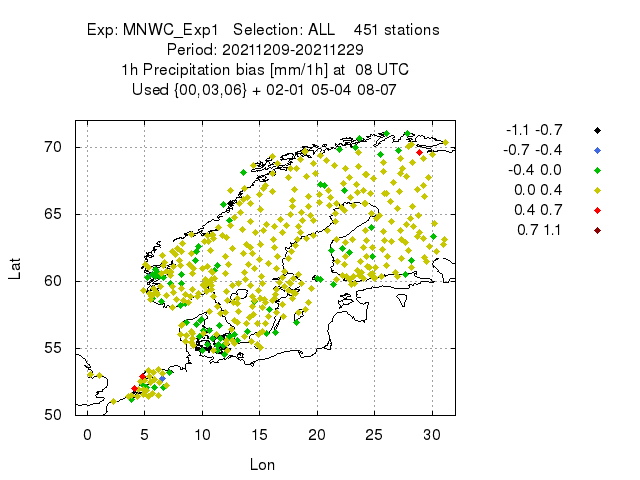 Exp: MNWC_Exp1 Selection: ALL 451 stations
Period: 20211209-20211229
1h Precipitation bias [mm/1h] at 08 UTC
Used {00,03,06} + 02-01 05-04 08-07
-1.1 -0.7
-0.7 -0.4
-0.4 0.0
0.0 0.4
0.4 0.7
0.7 1.1
70
65
60
55
50
Lat
0 5 10 15 20 25 30
Lon